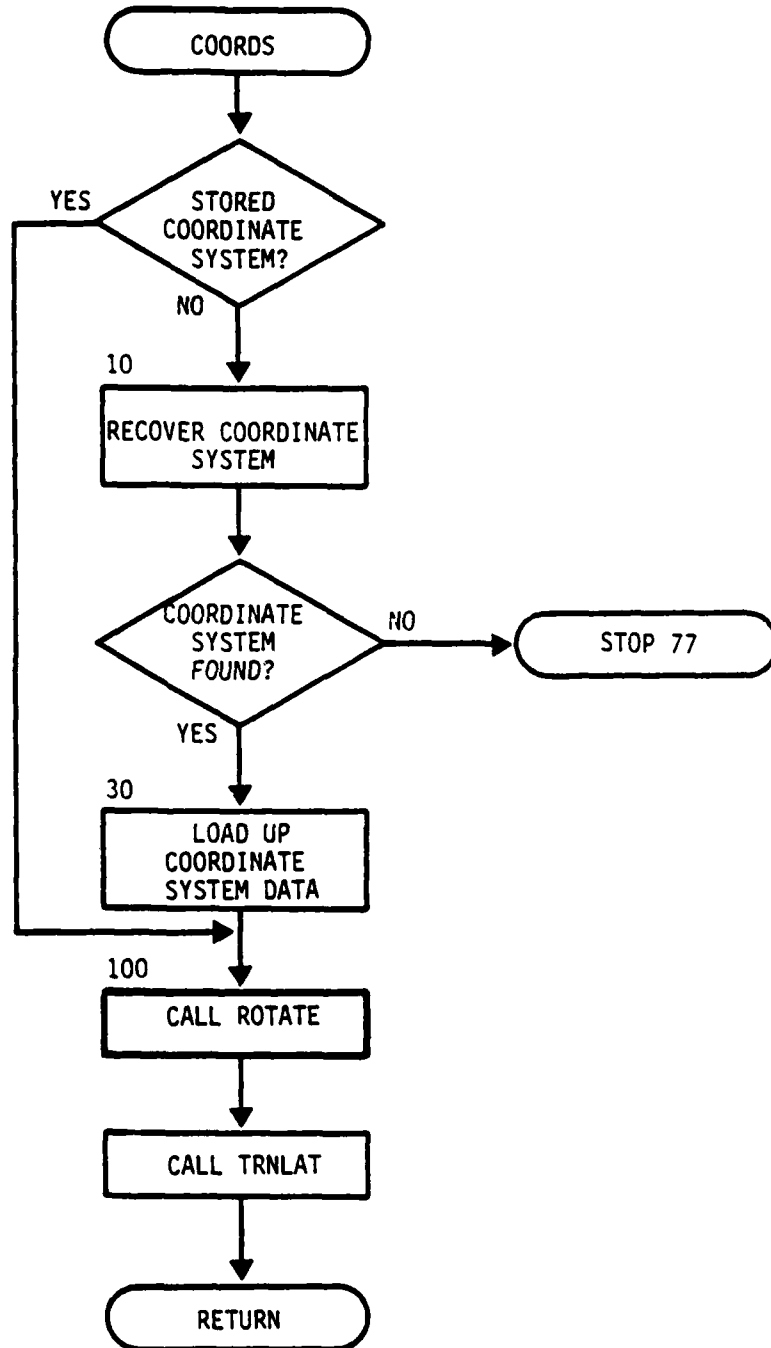 COORDS
YES
STORED
COORDINATE
SYSTEM?
NO
10
RECOVER COORDINATE
SYSTEM
COORDINATE
SYSTEM
FOUND?
NO
STOP 77
YES
30
LOAD UP
COORDINATE
SYSTEM DATA
100
CALL ROTATE
CALL TRNLAT
RETURN